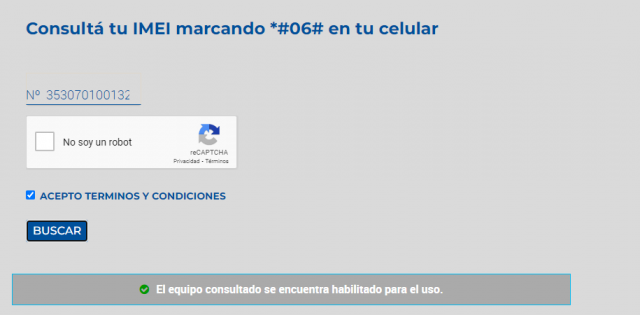 Consultá tu IMEI marcando *#06# en tu celular
Nº 353070100132
No soy un robot
reCAPTCHA
Privacidad - Términos
ACEPTO TERMINOS Y CONDICIONES
BUSCAR
El equipo consultado se encuentra habilitado para el uso.